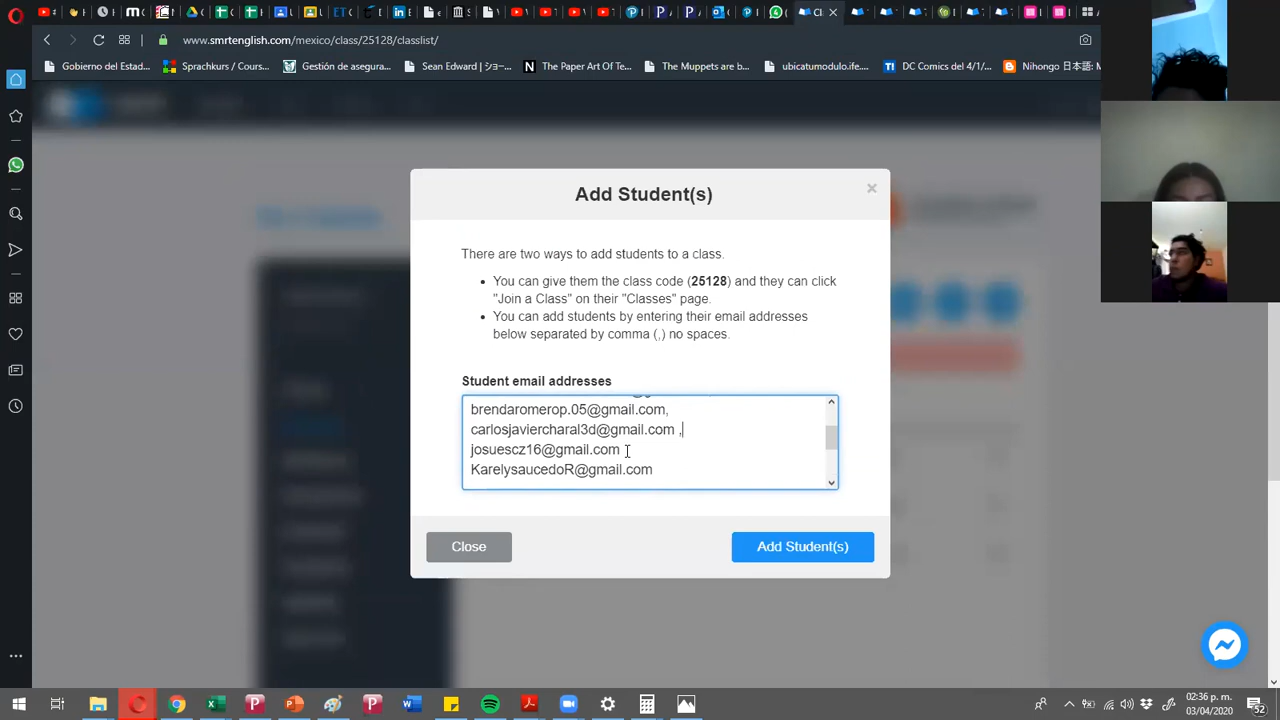 www.smrtenglish.com/mexico/class/25128/classlist/
Gobierno del Estad...
Sprachkurs / Cours...
Gestión de asegura...
Sean Edward | ジョー...
The Paper Art Of Te...
The Muppets are b...
ubicatumodulo.ife...
DC Comics del 4/1/...
Nihongo 日本語: M...
Add Student(s)
×
There are two ways to add students to a class.
• You can give them the class code (25128) and they can click
"Join a Class" on their "Classes" page.
• You can add students by entering their email addresses
below separated by comma (,) no spaces.
Student email addresses
brendaromerop.05@gmail.com,
carlosjaviercharal3d@gmail.com ,
josuescz16@gmail.com
KarelysaucedoR@gmail.com
Close
Add Student(s)
02:36 p. m.
03/04/2020
52